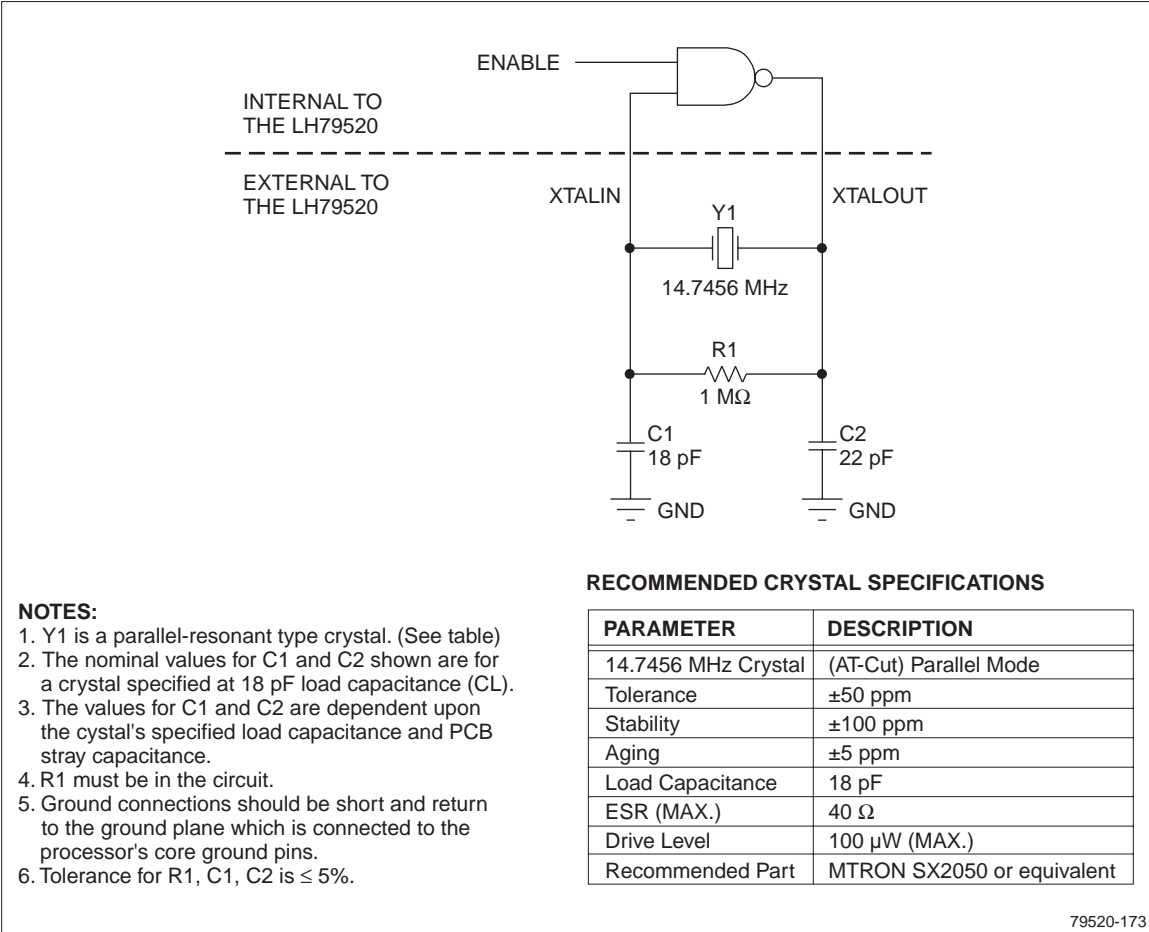 ENABLE
INTERNAL TO
THE LH79520
EXTERNAL TO
THE LH79520
XTALIN
XTALOUT
Y1
14.7456 MHz
R1
1 MΩ
C1
18 pF
C2
22 pF
GND
GND
NOTES:
1. Y1 is a parallel-resonant type crystal. (See table)
2. The nominal values for C1 and C2 shown are for
a crystal specified at 18 pF load capacitance (CL).
3. The values for C1 and C2 are dependent upon
the cystal's specified load capacitance and PCB
stray capacitance.
4. R1 must be in the circuit.
5. Ground connections should be short and return
to the ground plane which is connected to the
processor's core ground pins.
6. Tolerance for R1, C1, C2 is ≤ 5%.
RECOMMENDED CRYSTAL SPECIFICATIONS
PARAMETER DESCRIPTION
14.7456 MHz Crystal (AT-Cut) Parallel Mode
Tolerance ±50 ppm
Stability ±100 ppm
Aging ±5 ppm
Load Capacitance 18 pF
ESR (MAX.) 40 Ω
Drive Level 100 µW (MAX.)
Recommended Part MTRON SX2050 or equivalent
79520-173